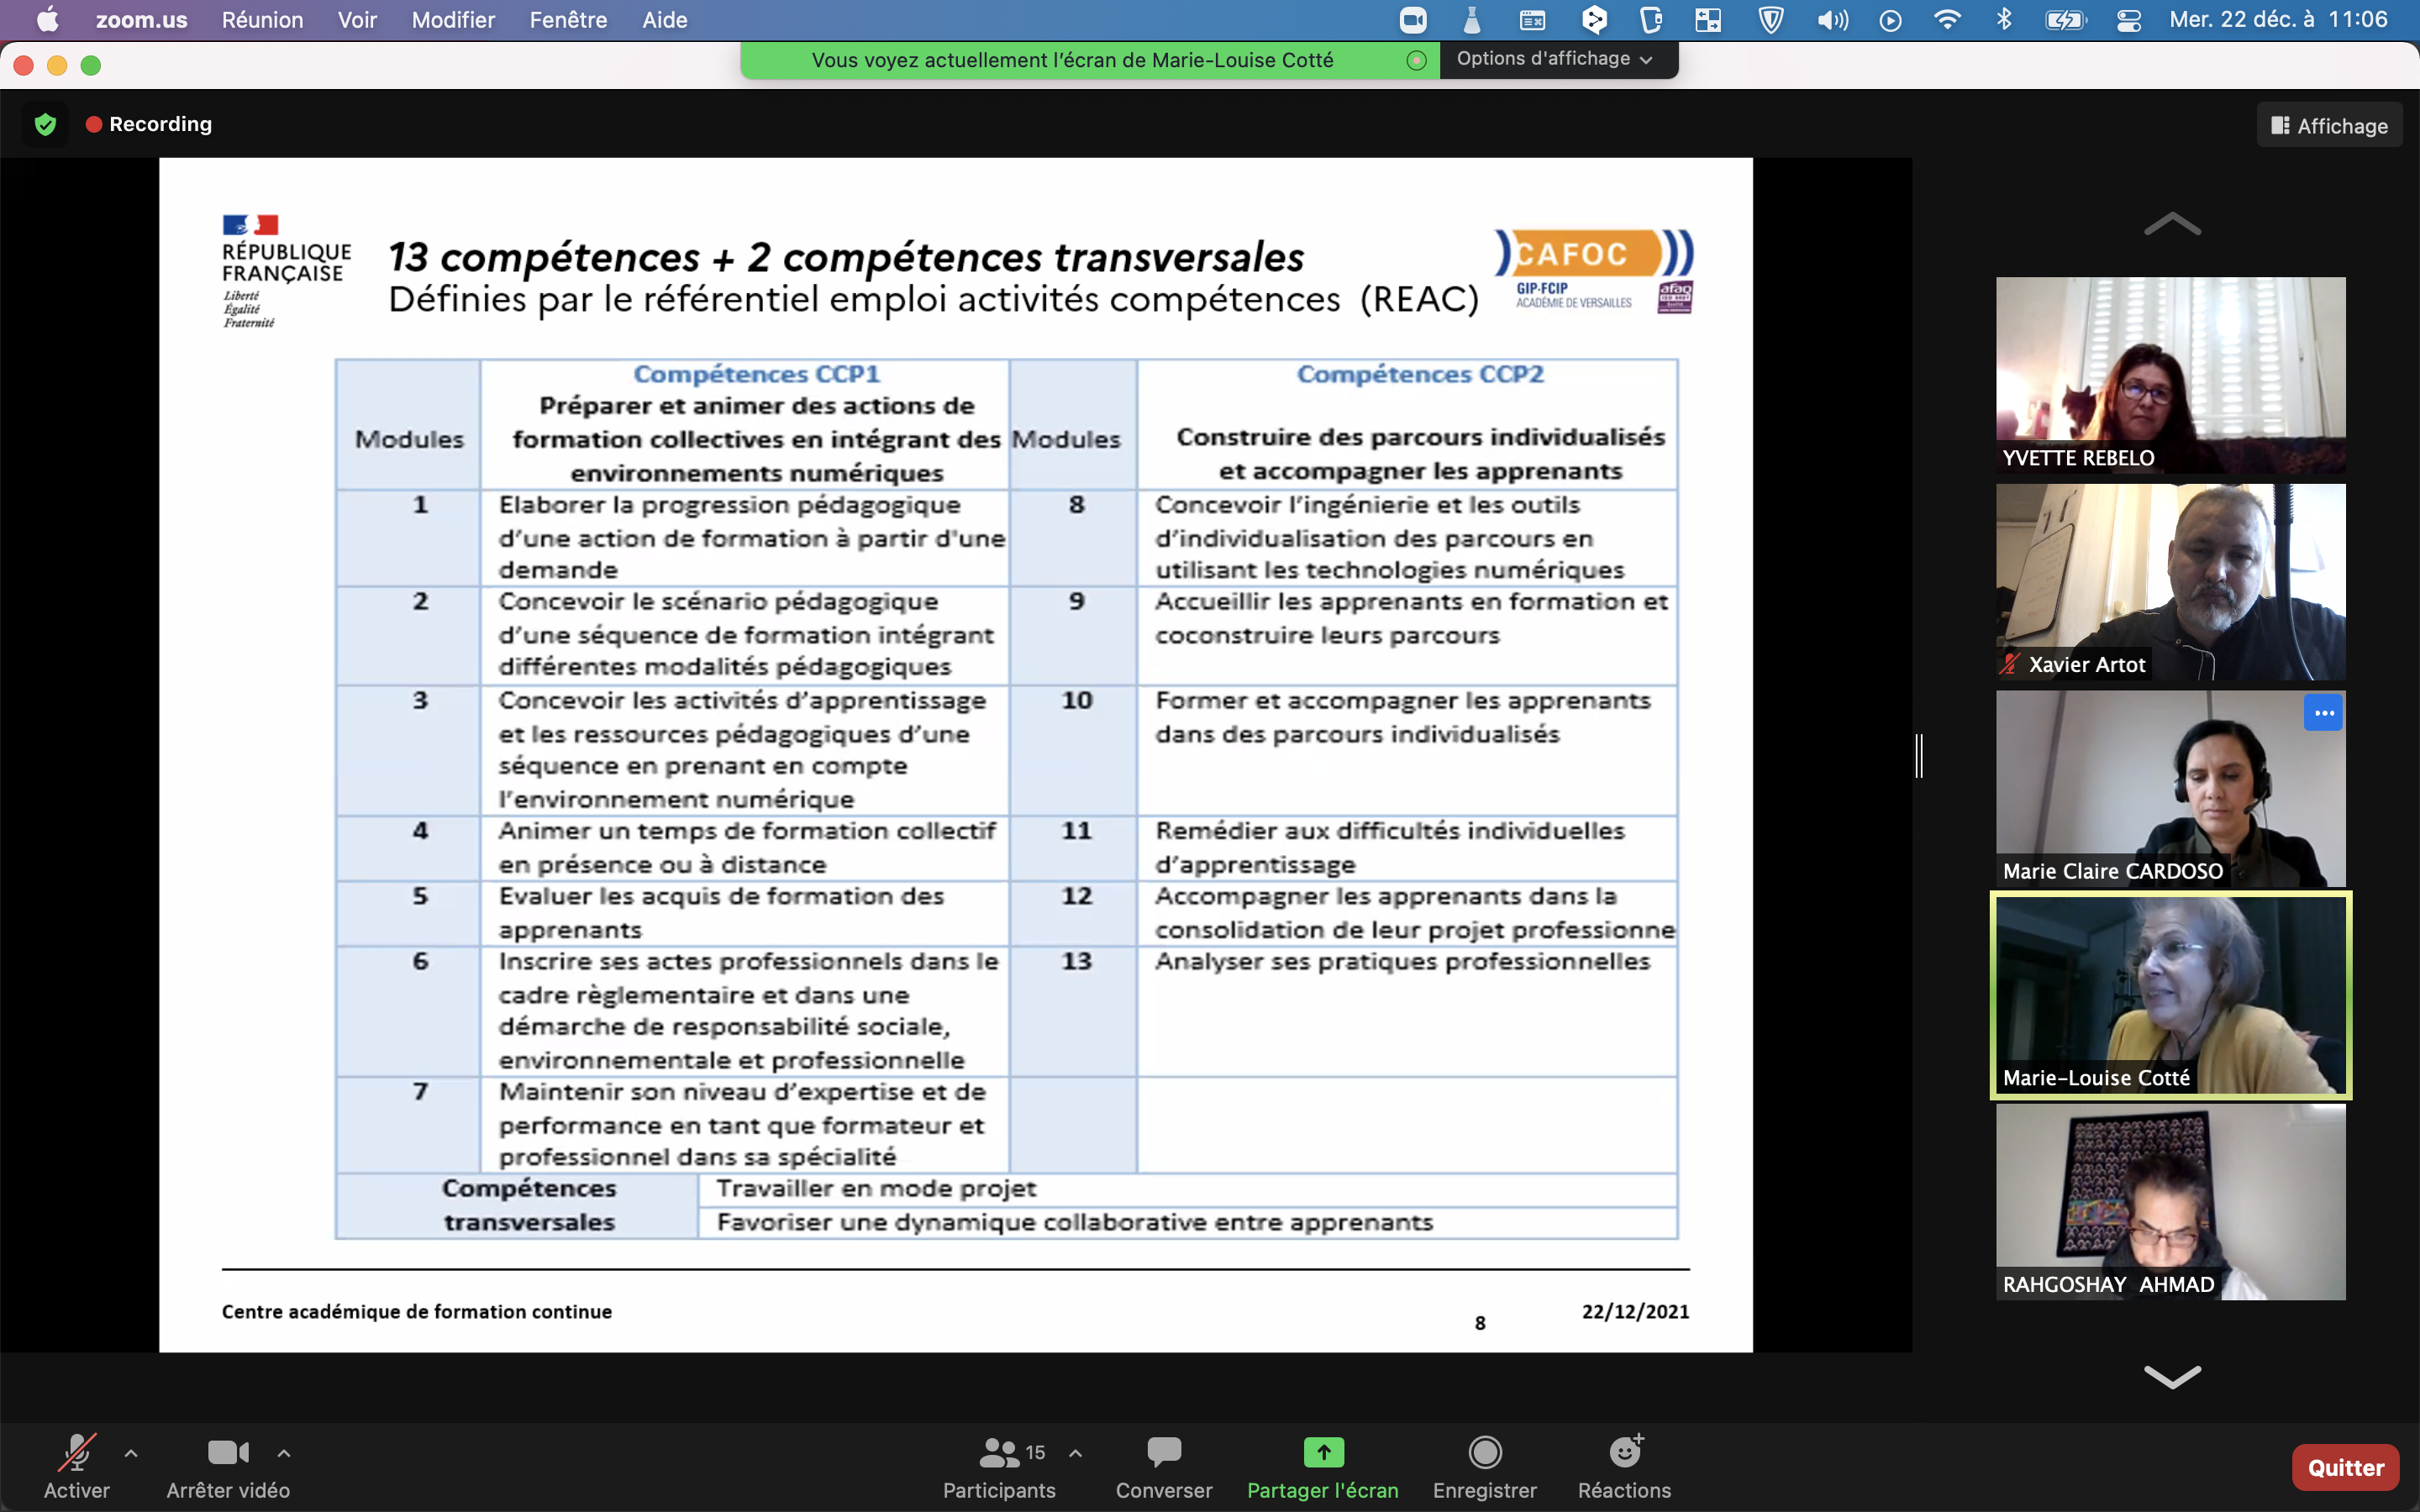 zoom.us Réunion Voir Modifier Fenêtre Aide
Mer. 22 déc. à 11:06
Vous voyez actuellement l'écran de Marie-Louise Cotté
Options d'affichage
Recording
Affichage
RÉPUBLIQUE
FRANÇAISE
Liberté
Égalité
Fraternité
13 compétences + 2 compétences transversales
Définies par le référentiel emploi activités compétences (REAC)
CAFOC
GIP-FCIP
ACADÉMIE DE VERSAILLES
afaq
Modules
Compétences CCP1
Préparer et animer des actions de
formation collectives en intégrant des
environnements numériques
Modules
Compétences CCP2
Construire des parcours individualisés
et accompagner les apprenants
1
Elaborer la progression pédagogique
d'une action de formation à partir d'une
demande
8
Concevoir l'ingénierie et les outils
d'individualisation des parcours en
utilisant les technologies numériques
2
Concevoir le scénario pédagogique
d'une séquence de formation intégrant
différentes modalités pédagogiques
9
Accueillir les apprenants en formation et
coconstruire leurs parcours
3
Concevoir les activités d'apprentissage
et les ressources pédagogiques d'une
séquence en prenant en compte
l'environnement numérique
10
Former et accompagner les apprenants
dans des parcours individualisés
4
Animer un temps de formation collectif
en présence ou à distance
11
Remédier aux difficultés individuelles
d'apprentissage
5
Evaluer les acquis de formation des
apprenants
12
Accompagner les apprenants dans la
consolidation de leur projet professionne
6
Inscrire ses actes professionnels dans le
cadre règlementaire et dans une
démarche de responsabilité sociale,
environnementale et professionnelle
13
Analyser ses pratiques professionnelles
7
Maintenir son niveau d'expertise et de
performance en tant que formateur et
professionnel dans sa spécialité
Compétences
transversales
Travailler en mode projet
Favoriser une dynamique collaborative entre apprenants
Centre académique de formation continue
8
22/12/2021
YVETTE REBELO
Xavier Artot
Marie Claire CARDOSO
Marie-Louise Cotté
RAHGOSHAY AHMAD
Activer
Arrêter vidéo
15
Participants
Converser
Partager l'écran
Enregistrer
Réactions
Quitter